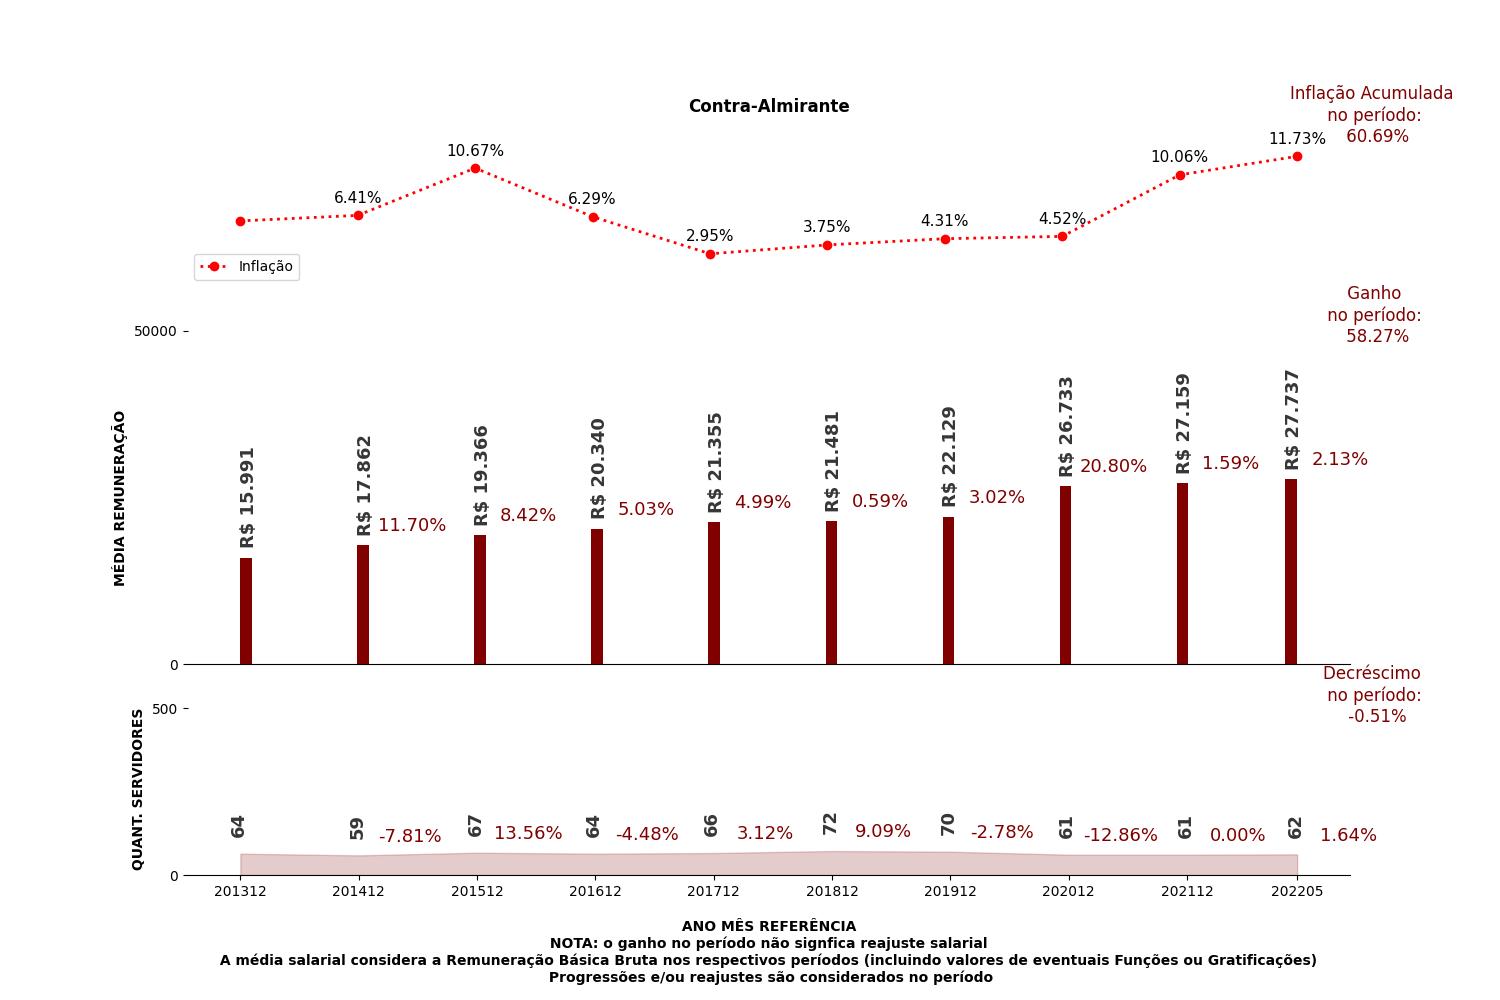 Contra-Almirante
Inflação Acumulada
no período:
60.69%
6.41%
10.67%
6.29%
2.95%
3.75%
4.31%
4.52%
10.06%
11.73%
Inflação
Ganho
no período:
58.27%
50000
0
MÉDIA REMUNERAÇÃO
R$ 15.991
R$ 17.862
R$ 19.366
R$ 20.340
R$ 21.355
R$ 21.481
R$ 22.129
R$ 26.733
R$ 27.159
R$ 27.737
11.70%
8.42%
5.03%
4.99%
0.59%
3.02%
20.80%
1.59%
2.13%
Decréscimo
no período:
-0.51%
500
0
QUANT. SERVIDORES
64
59
67
64
66
72
70
61
61
62
-7.81%
13.56%
-4.48%
3.12%
9.09%
-2.78%
-12.86%
0.00%
1.64%
201312
201412
201512
201612
201712
201812
201912
202012
202112
202205
ANO MÊS REFERÊNCIA
NOTA: o ganho no período não signfica reajuste salarial
A média salarial considera a Remuneração Básica Bruta nos respectivos períodos (incluindo valores de eventuais Funções ou Gratificações)
Progressões e/ou reajustes são considerados no período